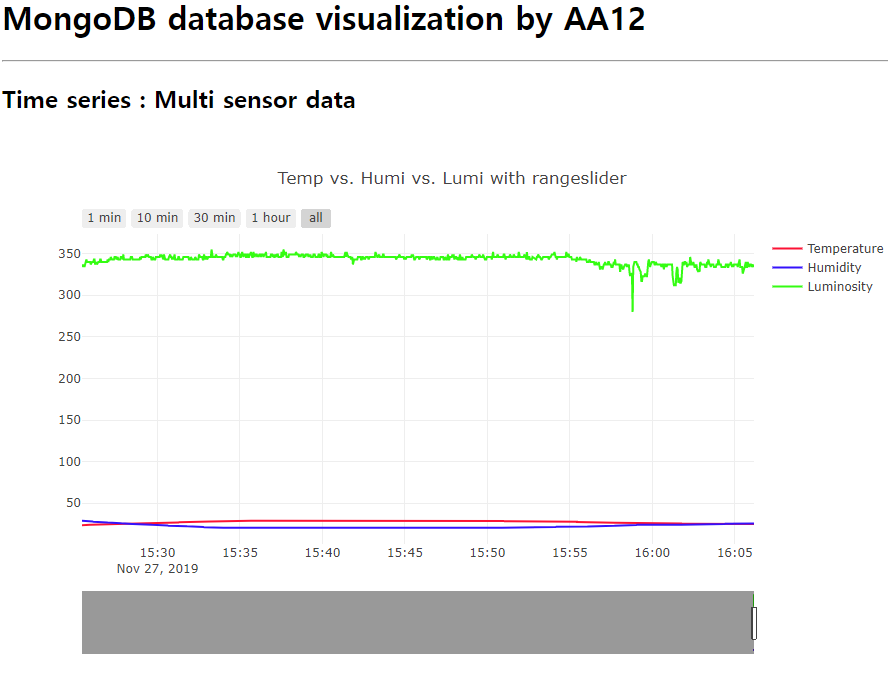 MongoDB database visualization by AA12
Time series : Multi sensor data
Temp vs. Humi vs. Lumi with rangeslider
1 min 10 min 30 min 1 hour all
Temperature
Humidity
Luminosity
350
300
250
200
150
100
50
15:30 15:35 15:40 15:45 15:50 15:55 16:00 16:05
Nov 27, 2019